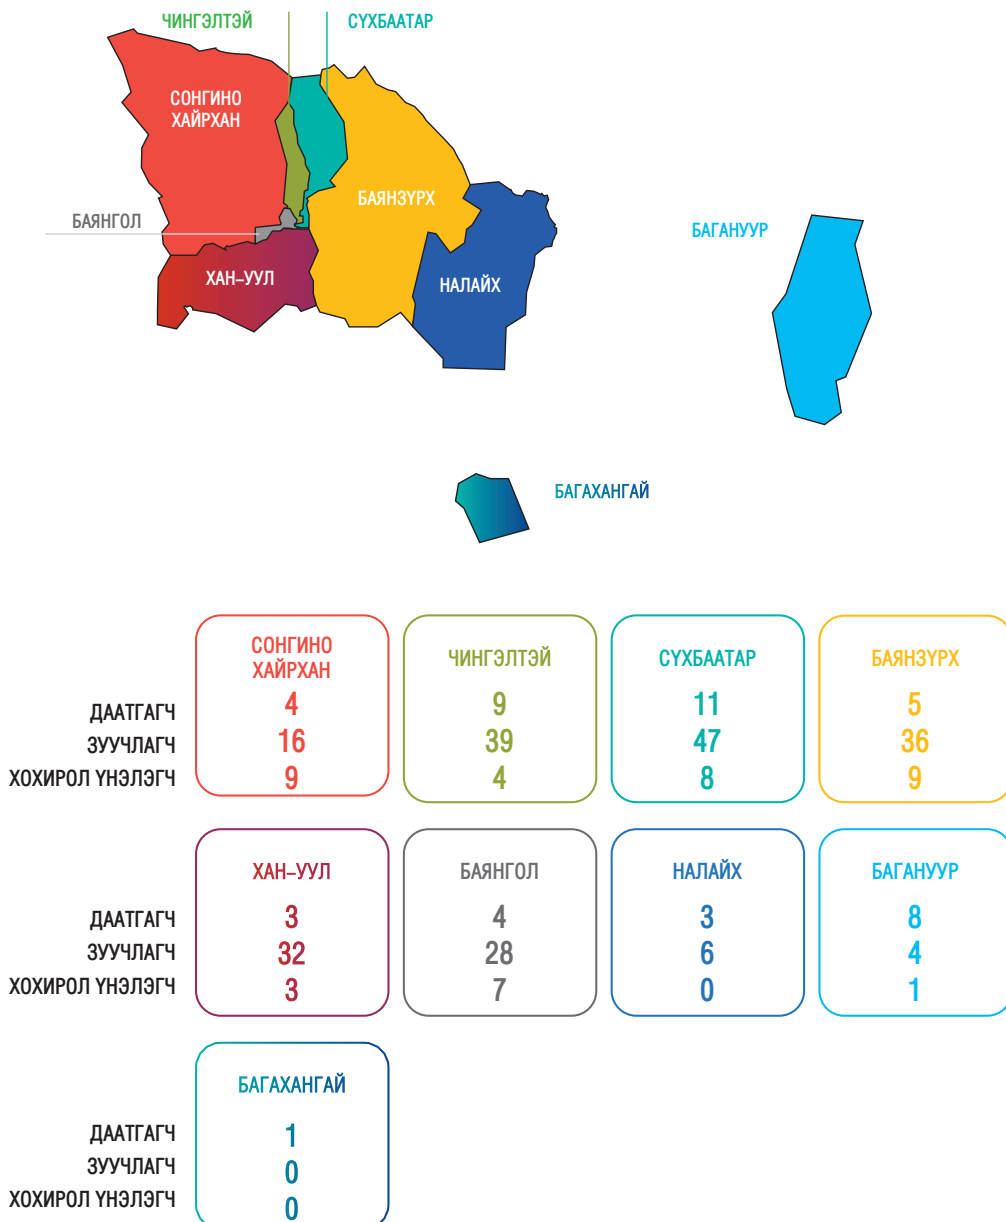 ЧИНГЭЛТЭЙ СҮХБААТАР
СОНГИНО
ХАЙРХАН
БАЯНЗҮРХ
БАЯНГОЛ
БАГАНУУР
ХАН–УУЛ
НАЛАЙХ
БАГАХАНГАЙ
СОНГИНО
ХАЙРХАН
ЧИНГЭЛТЭЙ СҮХБААТАР БАЯНЗҮРХ
ДААТГАГЧ 4 9 11 5
ЗУУЧЛАГЧ 16 39 47 36
ХОХИРОЛ ҮНЭЛЭГЧ 9 4 8 9
ХАН–УУЛ БАЯНГОЛ НАЛАЙХ БАГАНУУР
ДААТГАГЧ 3 4 3 8
ЗУУЧЛАГЧ 32 28 6 4
ХОХИРОЛ ҮНЭЛЭГЧ 3 7 0 1
БАГАХАНГАЙ
ДААТГАГЧ 1
ЗУУЧЛАГЧ 0
ХОХИРОЛ ҮНЭЛЭГЧ 0